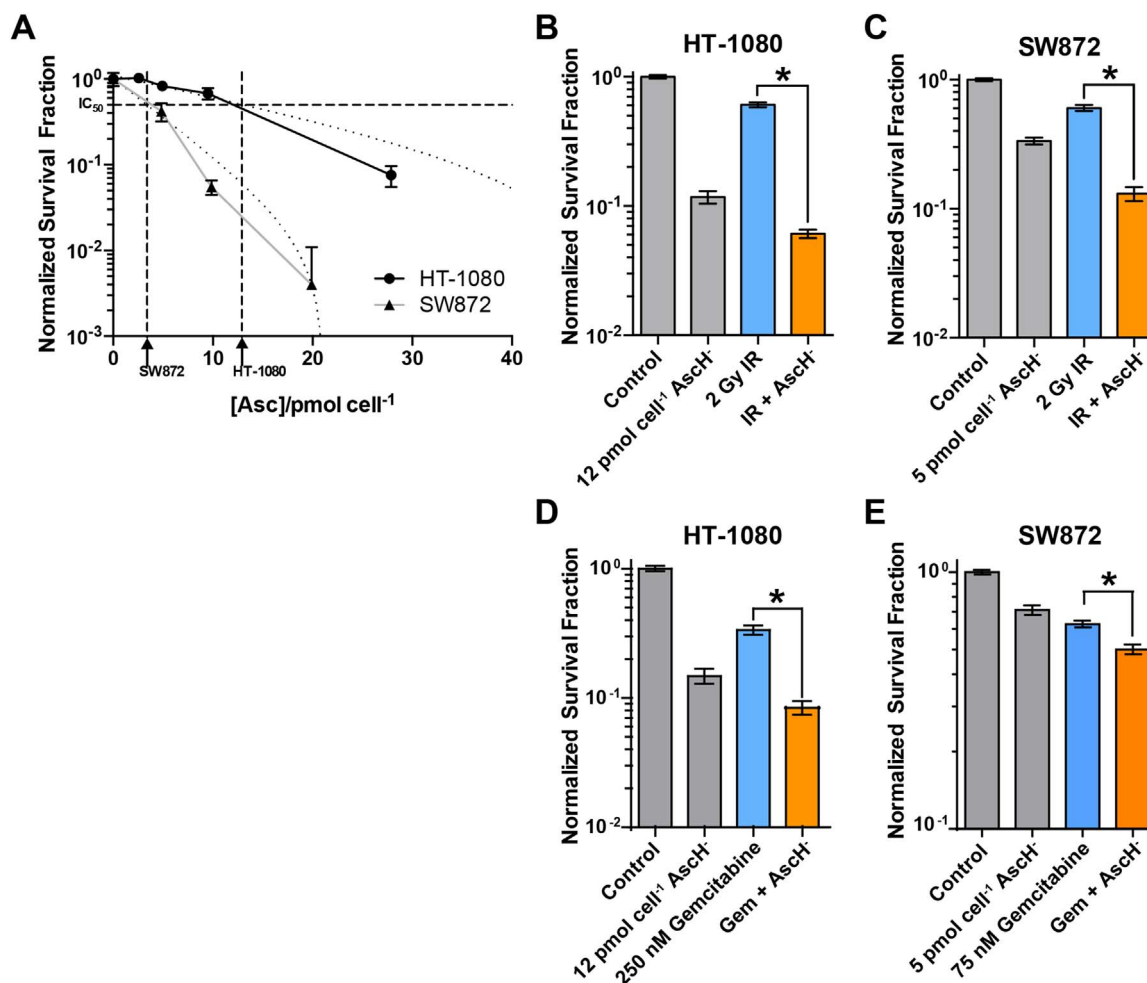 A
Normalized Survival Fraction
10⁰
IC₅₀
10⁻¹
10⁻²
10⁻³
HT-1080
SW872
0
10
20
30
40
SW872
HT-1080
[Asc]/pmol cell⁻¹
B
HT-1080
Normalized Survival Fraction
10⁰
10⁻¹
10⁻²
*
Control
12 pmol cell⁻¹ AscH⁻
2 Gy IR
IR + AscH⁻
C
SW872
Normalized Survival Fraction
10⁰
10⁻¹
10⁻²
*
Control
5 pmol cell⁻¹ AscH⁻
2 Gy IR
IR + AscH⁻
D
HT-1080
Normalized Survival Fraction
10⁰
10⁻¹
10⁻²
*
Control
12 pmol cell⁻¹ AscH⁻
250 nM Gemcitabine
Gem + AscH⁻
E
SW872
Normalized Survival Fraction
10⁰
10⁻¹
*
Control
5 pmol cell⁻¹ AscH⁻
75 nM Gemcitabine
Gem + AscH⁻